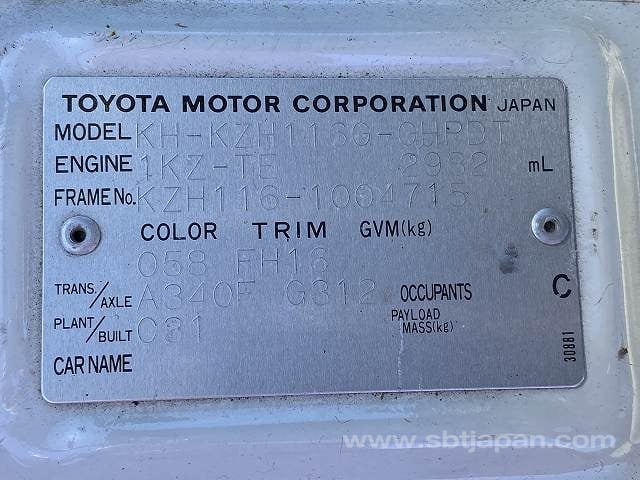 TOYOTA MOTOR CORPORATION JAPAN
MODEL KH-KZH116G-GHPDT
ENGINE 1KZ-TE 2982 mL
FRAME No. KZH116-1004715
COLOR TRIM GVM(kg)
058 FH16
TRANS./AXLE A340F G312 OCCUPANTS C
PLANT/BUILT C31 PAYLOAD MASS(kg)
CAR NAME
30881
www.sbtjapan.com